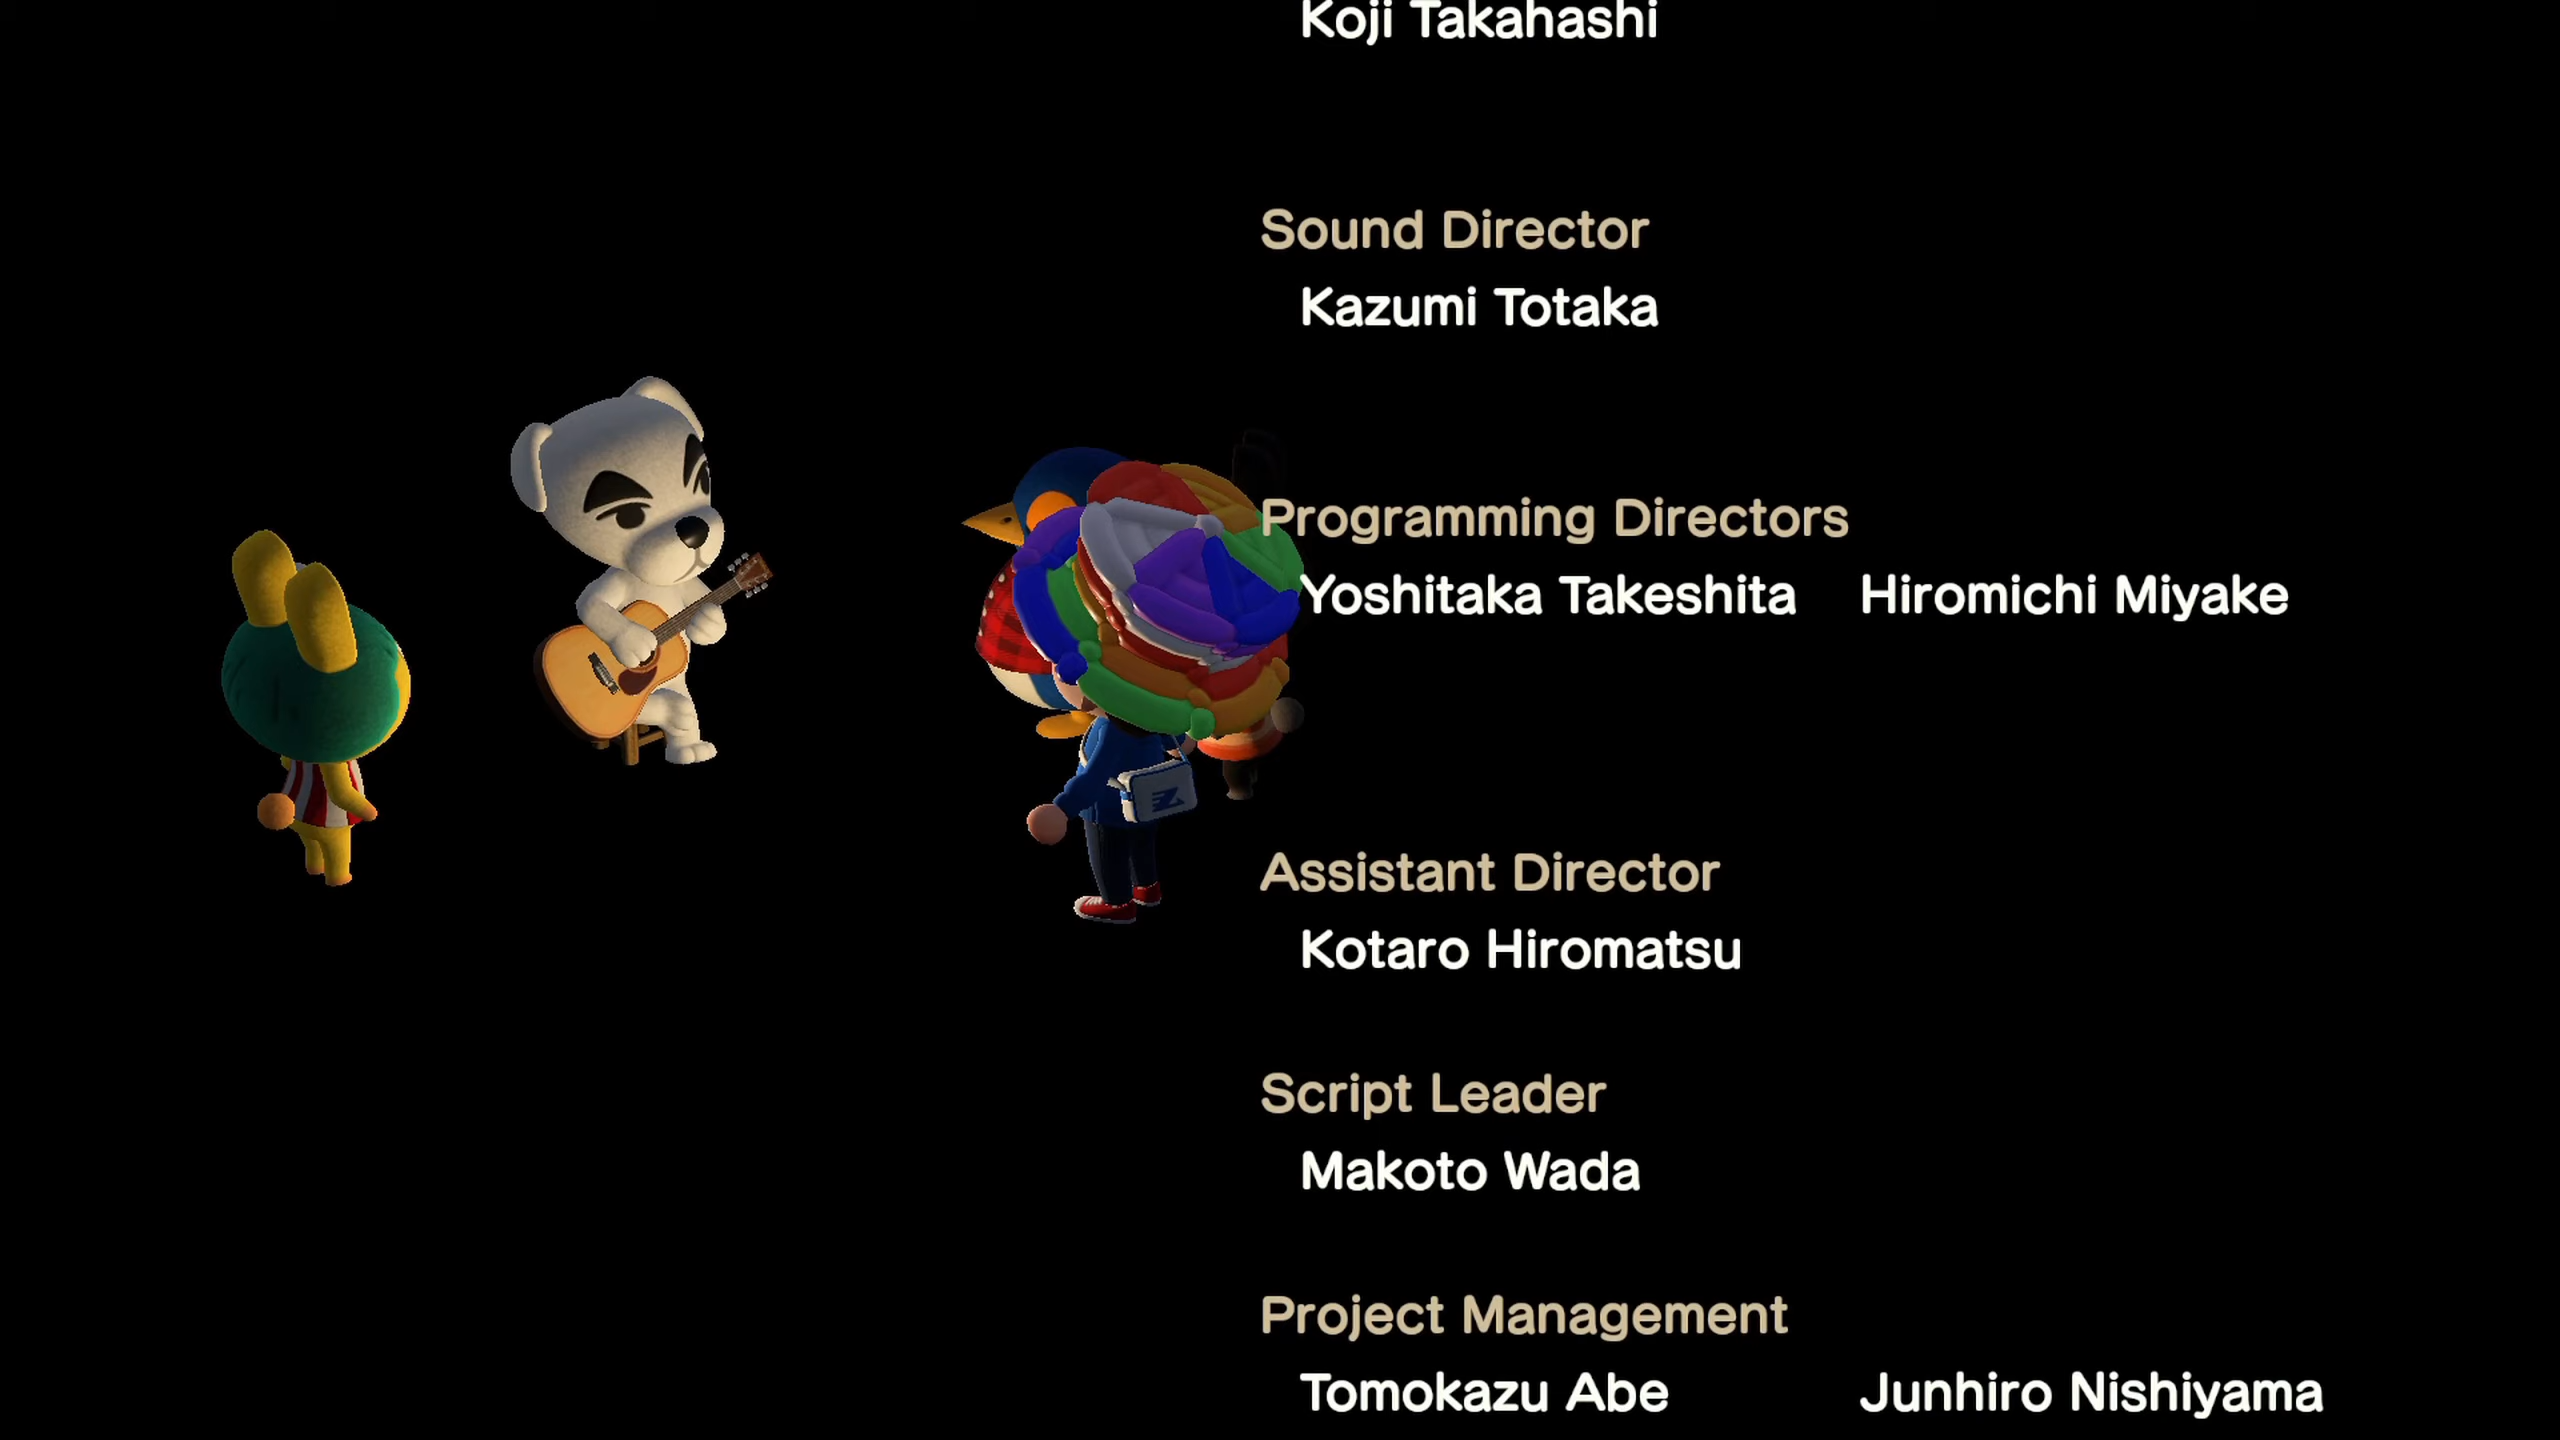 Koji Takahashi
Sound Director
Kazumi Totaka
Programming Directors
Yoshitaka Takeshita Hiromichi Miyake
Assistant Director
Kotaro Hiromatsu
Script Leader
Makoto Wada
Project Management
Tomokazu Abe Junhiro Nishiyama